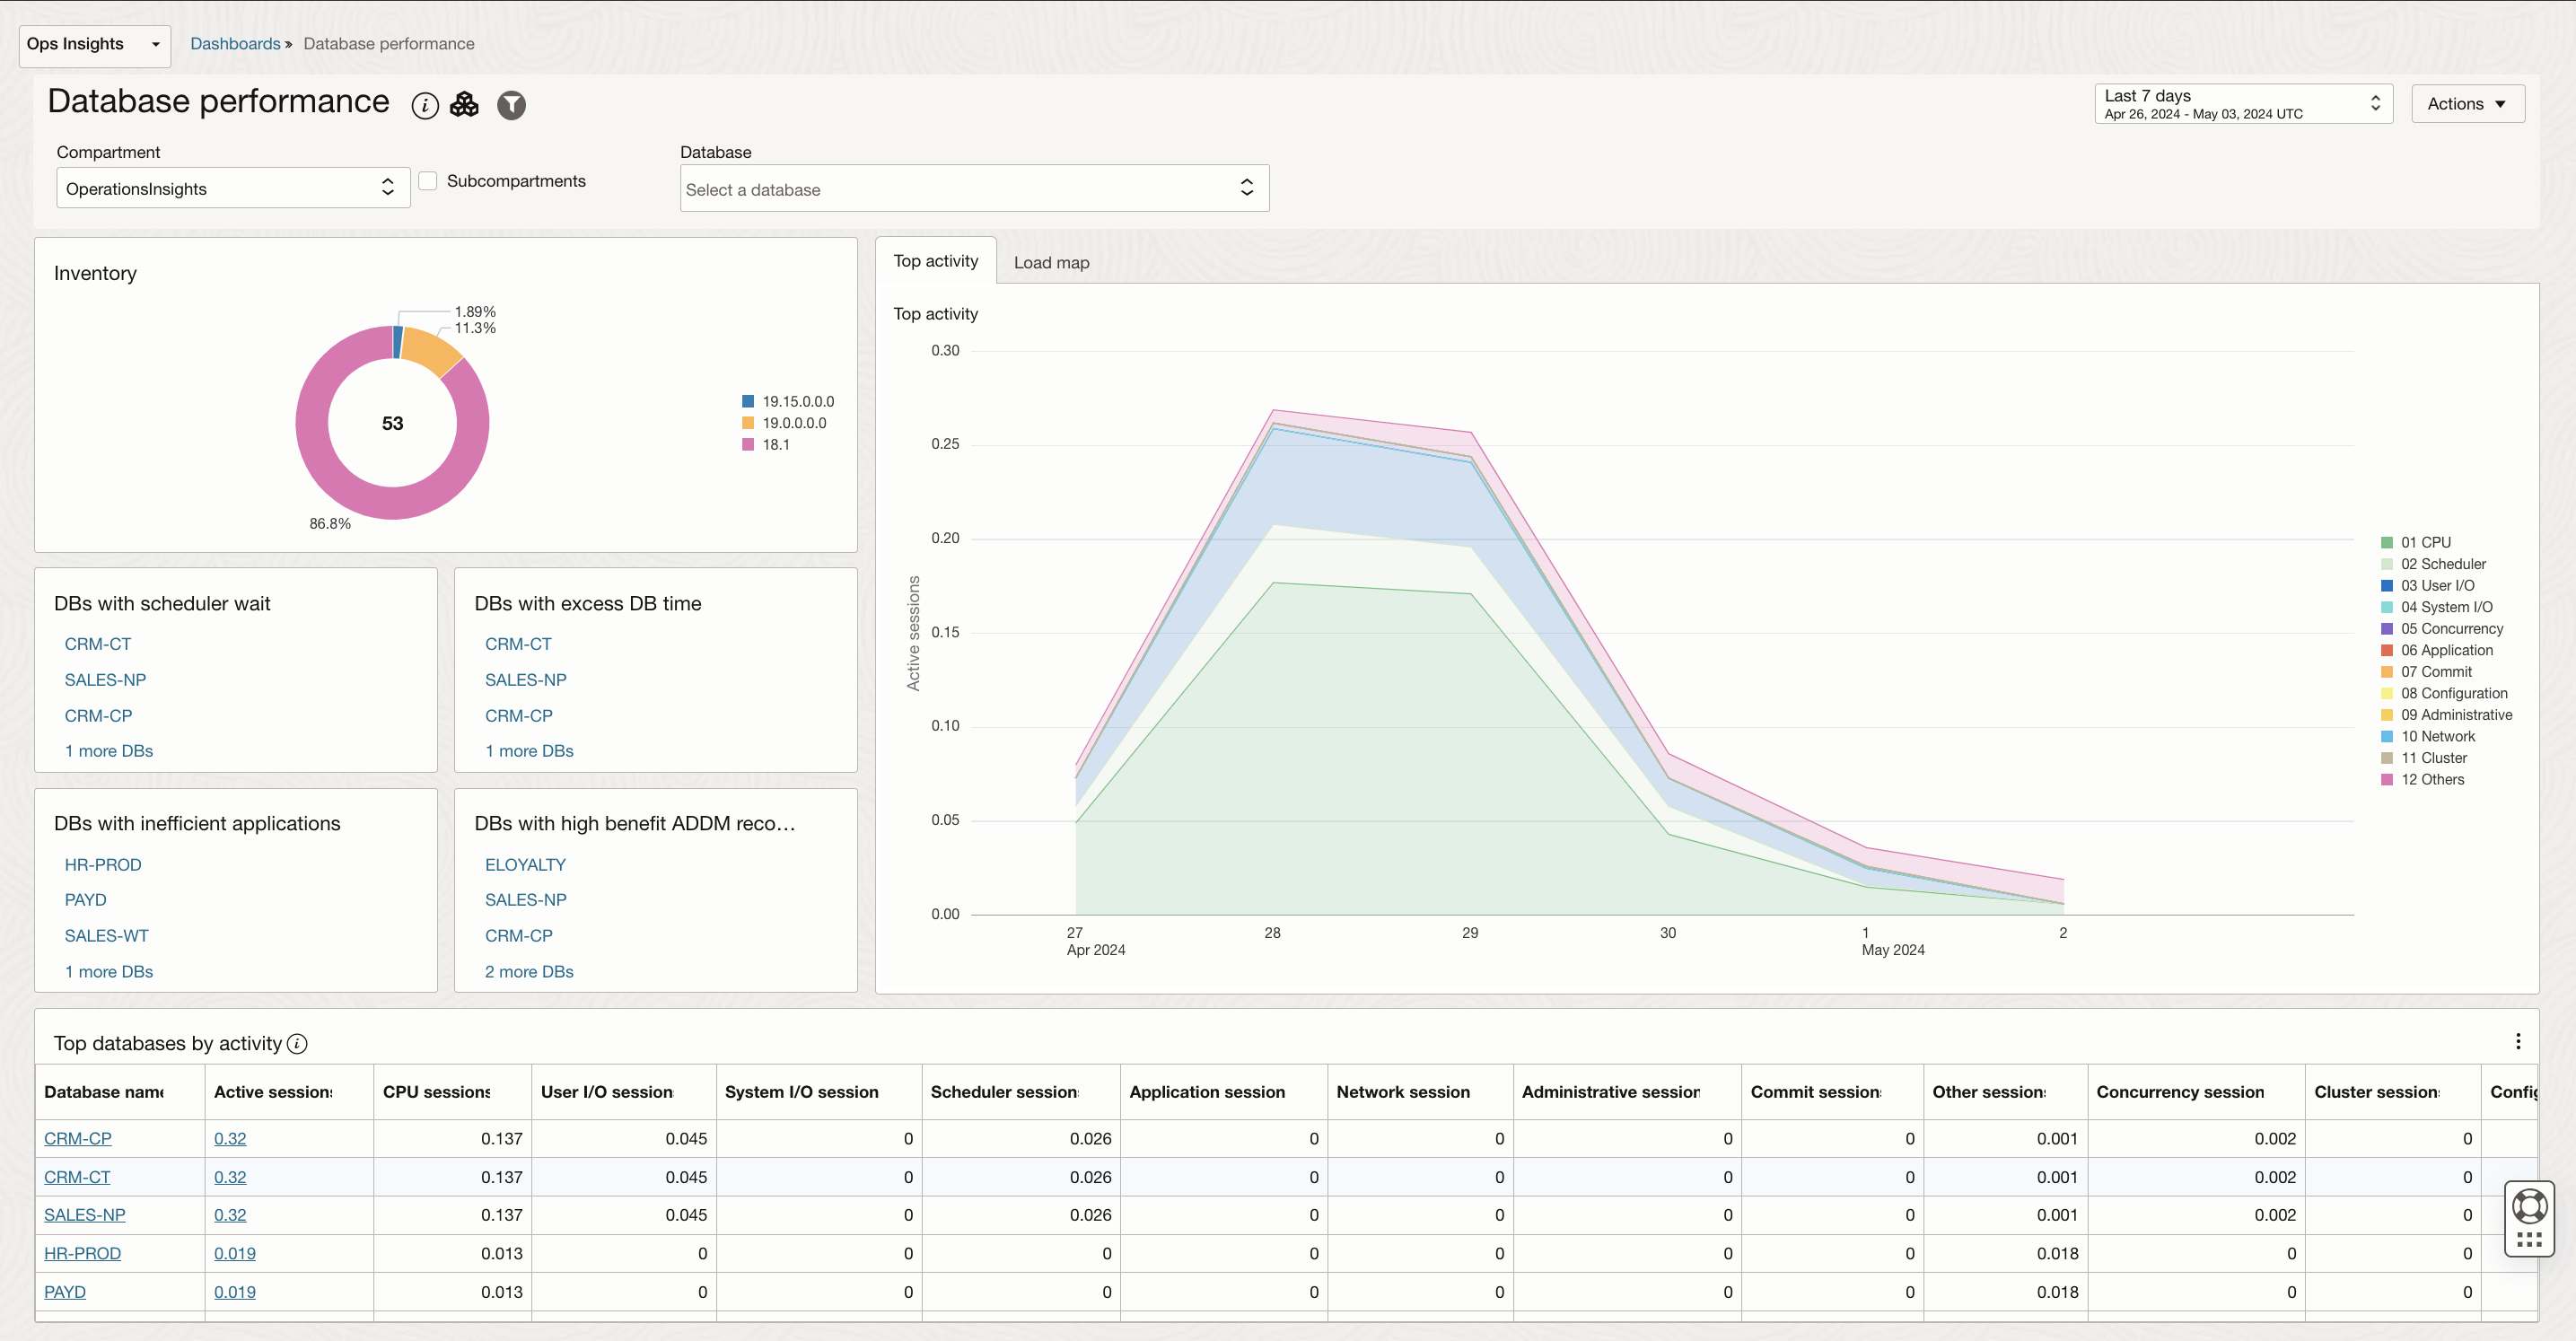 Ops Insights
Dashboards » Database performance
Database performance
Last 7 days
Apr 26, 2024 - May 03, 2024 UTC
Actions
Compartment
OperationsInsights
Subcompartments
Database
Select a database
Inventory
1.89%
11.3%
53
86.8%
19.15.0.0.0
19.0.0.0.0
18.1
DBs with scheduler wait
CRM-CT
SALES-NP
CRM-CP
1 more DBs
DBs with excess DB time
CRM-CT
SALES-NP
CRM-CP
1 more DBs
DBs with inefficient applications
HR-PROD
PAYD
SALES-WT
1 more DBs
DBs with high benefit ADDM reco…
ELOYALTY
SALES-NP
CRM-CP
2 more DBs
Top activity Load map
Top activity
Active sessions
0.30
0.25
0.20
0.15
0.10
0.05
0.00
27 28 29 30 1 2
Apr 2024 May 2024
01 CPU
02 Scheduler
03 User I/O
04 System I/O
05 Concurrency
06 Application
07 Commit
08 Configuration
09 Administrative
10 Network
11 Cluster
12 Others
Top databases by activity
Database name Active sessions CPU sessions User I/O session System I/O session Scheduler session Application session Network session Administrative session Commit session Other session Concurrency session Cluster session Config
CRM-CP 0.32 0.137 0.045 0 0.026 0 0 0 0 0.001 0.002 0
CRM-CT 0.32 0.137 0.045 0 0.026 0 0 0 0 0.001 0.002 0
SALES-NP 0.32 0.137 0.045 0 0.026 0 0 0 0 0.001 0.002 0
HR-PROD 0.019 0.013 0 0 0 0 0 0 0 0.018 0 0
PAYD 0.019 0.013 0 0 0 0 0 0 0 0.018 0 0